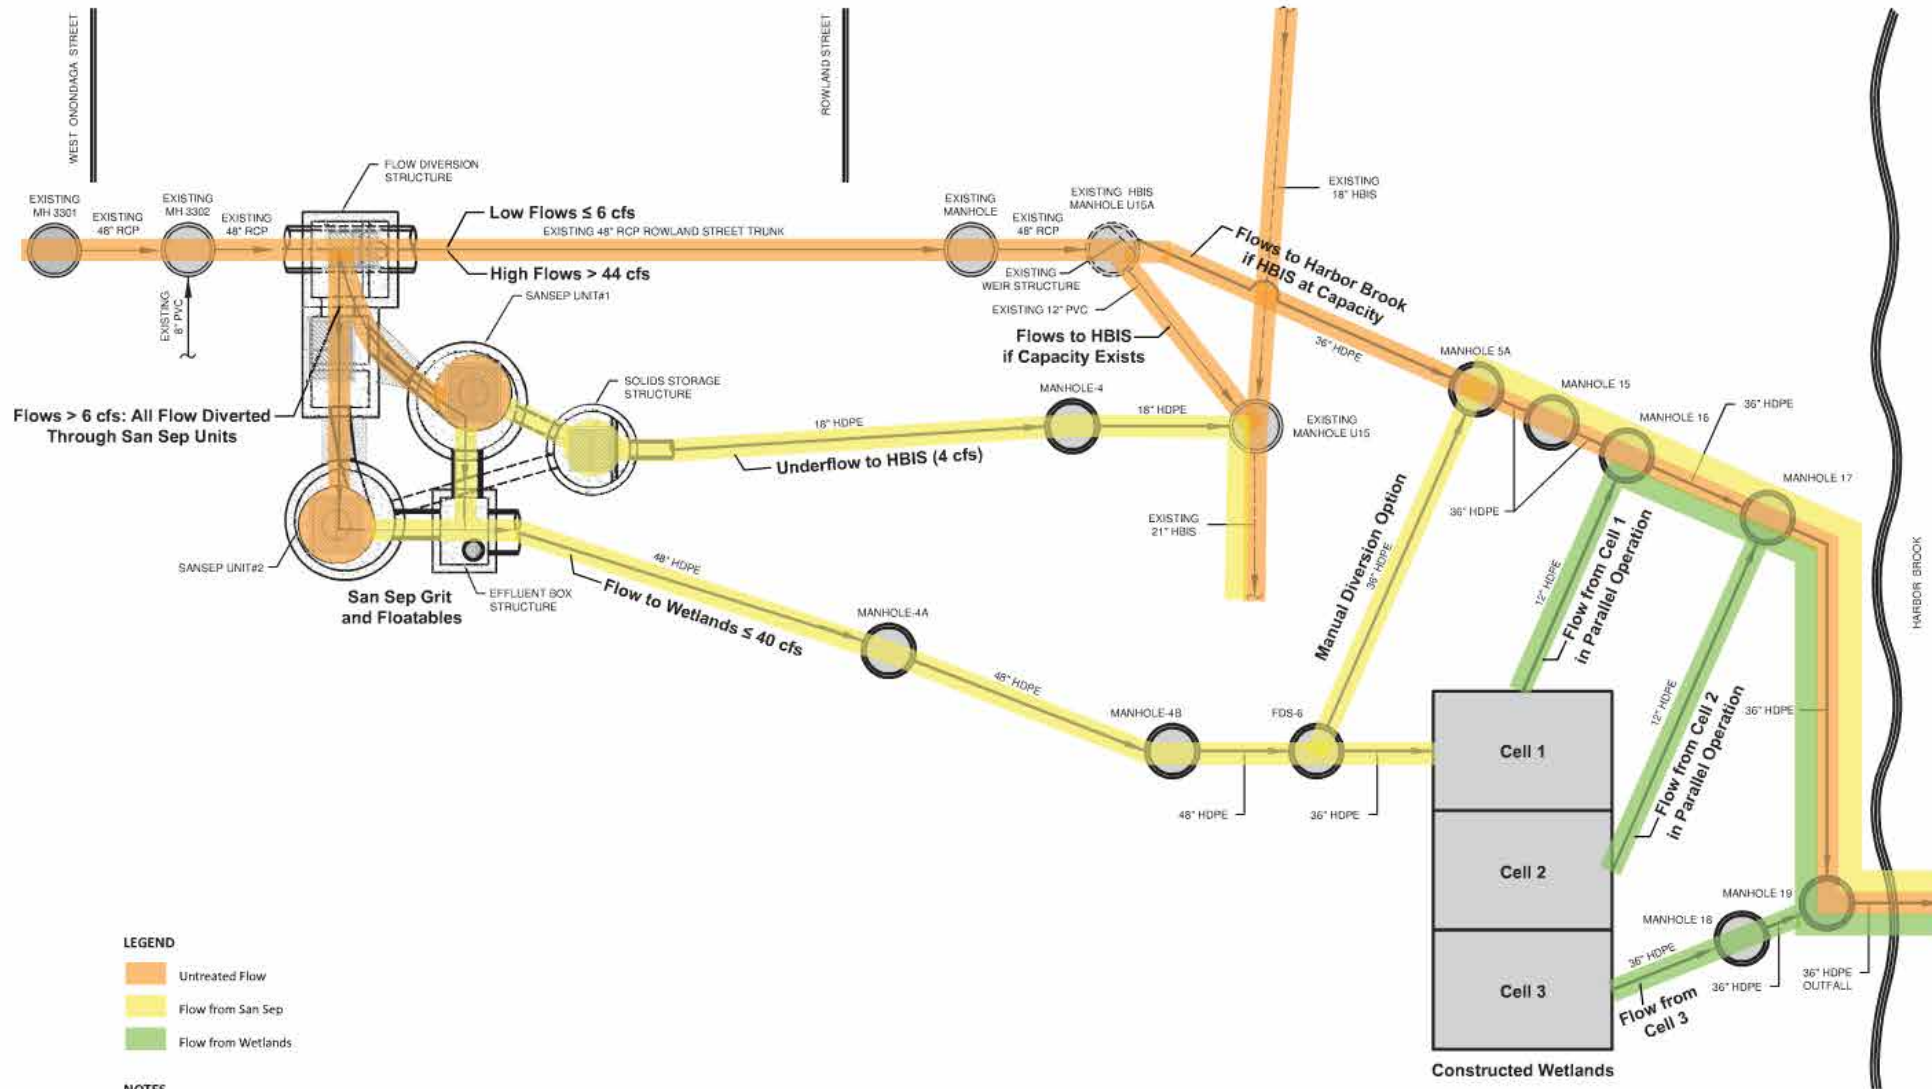 WEST ONONDAGA STREET
ROWLAND STREET
FLOW DIVERSION
STRUCTURE
EXISTING
MH 3301
EXISTING
48" RCP
EXISTING
MH 3302
EXISTING
48" RCP
EXISTING
8" PVC
Low Flows ≤ 6 cfs
EXISTING 48" RCP ROWLAND STREET TRUNK
High Flows > 44 cfs
SANSEP UNIT#1
EXISTING
MANHOLE
EXISTING
48" RCP
EXISTING HBIS
MANHOLE U15A
EXISTING
18" HBIS
EXISTING
WEIR STRUCTURE
EXISTING 12" PVC
Flows to Harbor Brook
if HBIS at Capacity
Flows to HBIS
if Capacity Exists
36" HDPE
MANHOLE 5A
MANHOLE 15
MANHOLE 16
36" HDPE
MANHOLE 17
SOLIDS STORAGE
STRUCTURE
MANHOLE-4
18" HDPE
18" HDPE
EXISTING
MANHOLE U15
Flows > 6 cfs: All Flow Diverted
Through San Sep Units
Underflow to HBIS (4 cfs)
EXISTING
21" HBIS
36" HDPE
Manual Diversion Option
36" HDPE
12" HDPE
Flow from Cell 1
in Parallel Operation
12" HDPE
Flow from Cell 2
in Parallel Operation
36" HDPE
HARBOR BROOK
SANSEP UNIT#2
San Sep Grit
and Floatables
EFFLUENT BOX
STRUCTURE
48" HDPE
Flow to Wetlands ≤ 40 cfs
MANHOLE-4A
48" HDPE
MANHOLE-4B
FDS-6
48" HDPE
36" HDPE
Cell 1
Cell 2
Cell 3
Constructed Wetlands
MANHOLE 19
MANHOLE 18
36" HDPE
Flow from
Cell 3
36" HDPE
36" HDPE
OUTFALL
LEGEND
Untreated Flow
Flow from San Sep
Flow from Wetlands
NOTES